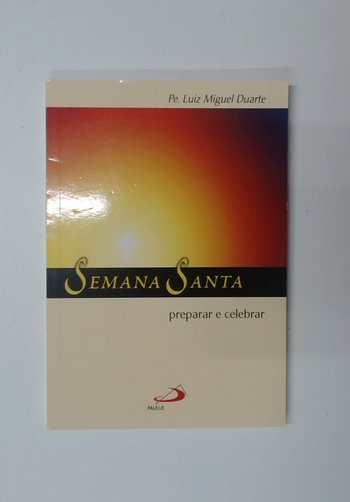 Pe. Luiz Miguel Duarte
SEMANA SANTA
preparar e celebrar
PAULUS